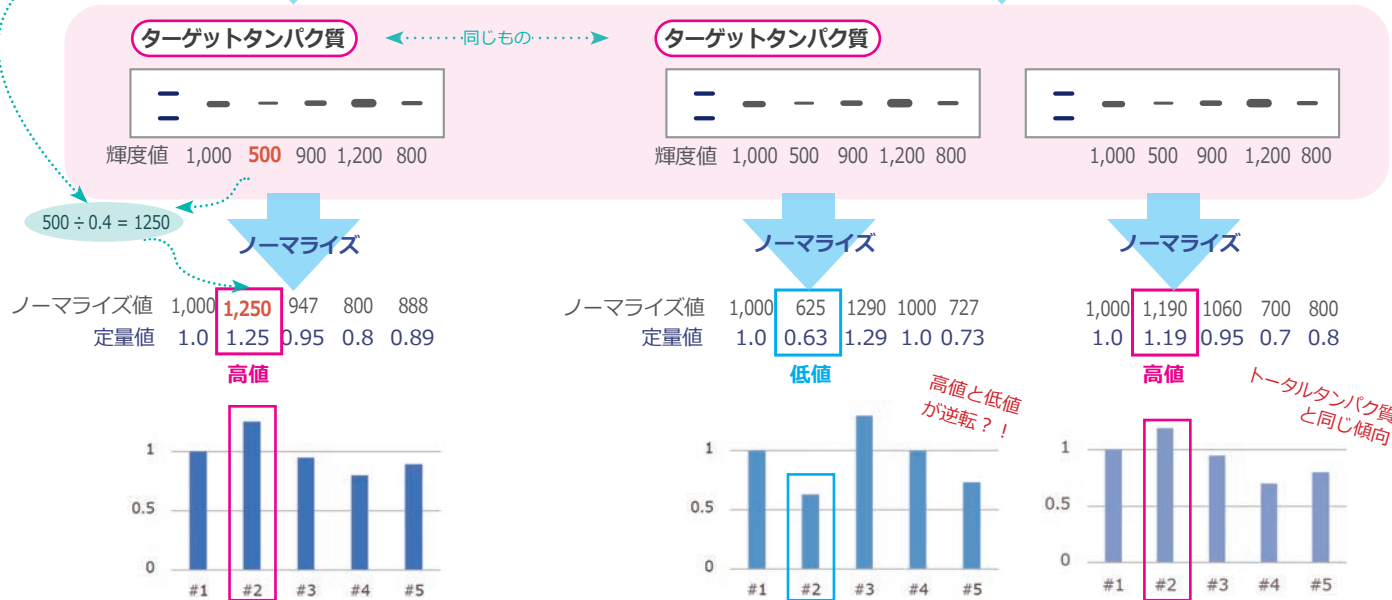 ターゲットタンパク質
同じもの
ターゲットタンパク質
輝度値 1,000 500 900 1,200 800
輝度値 1,000 500 900 1,200 800
1,000 500 900 1,200 800
500 ÷ 0.4 = 1250
ノーマライズ
ノーマライズ
ノーマライズ
ノーマライズ値 1,000 1,250 947 800 888
定量値 1.0 1.25 0.95 0.8 0.89
高値
ノーマライズ値 1,000 625 1290 1000 727
定量値 1.0 0.63 1.29 1.0 0.73
低値
1,000 1,190 1060 700 800
1.0 1.19 0.95 0.7 0.8
高値
高値と低値
が逆転？！
トータルタンパク質
と同じ傾向
1
0.5
0
#1 #2 #3 #4 #5
1
0.5
0
#1 #2 #3 #4 #5
1
0.5
0
#1 #2 #3 #4 #5